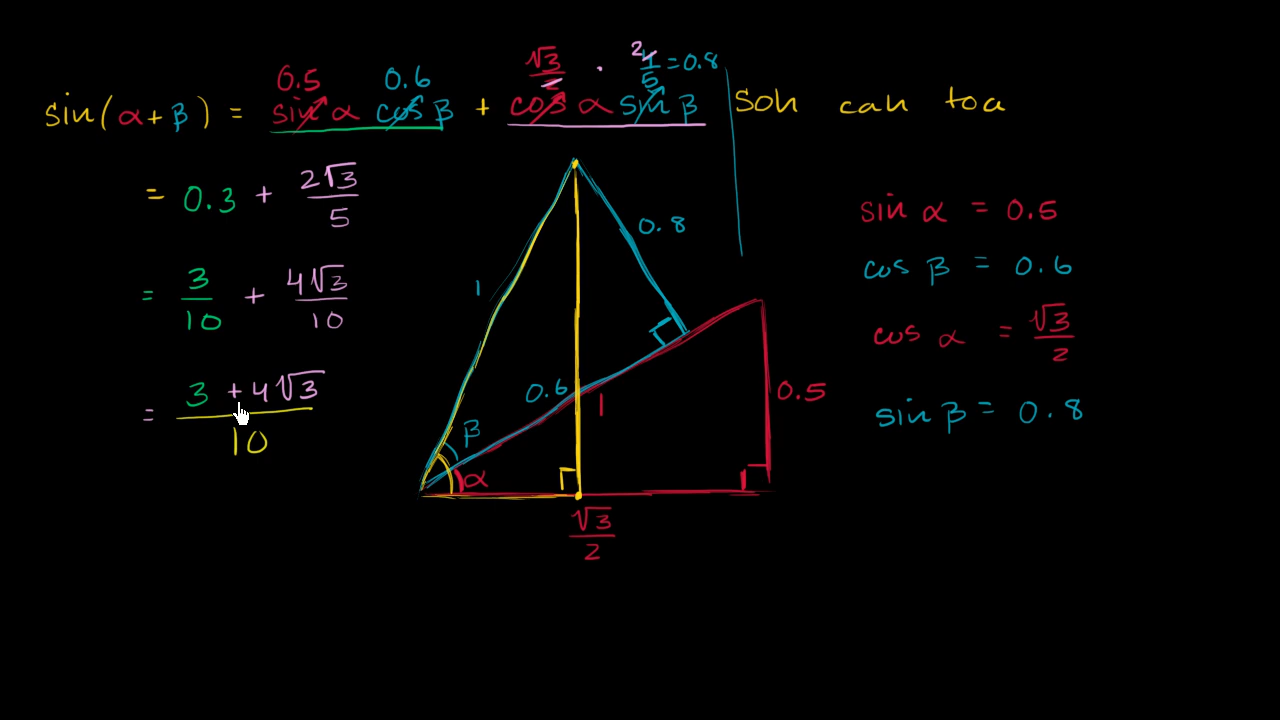 0.5 0.6 √3/2 · 2 4/5 = 0.8
sin(α+β) = sin α cos β + cos α sin β
Soh cah toa
= 0.3 + 2√3/5
= 3/10 + 4√3/10
= 3 + 4√3/10
sin α = 0.5
cos β = 0.6
cos α = √3/2
sin β = 0.8
0.8
1
0.6
1
0.5
β
α
√3/2